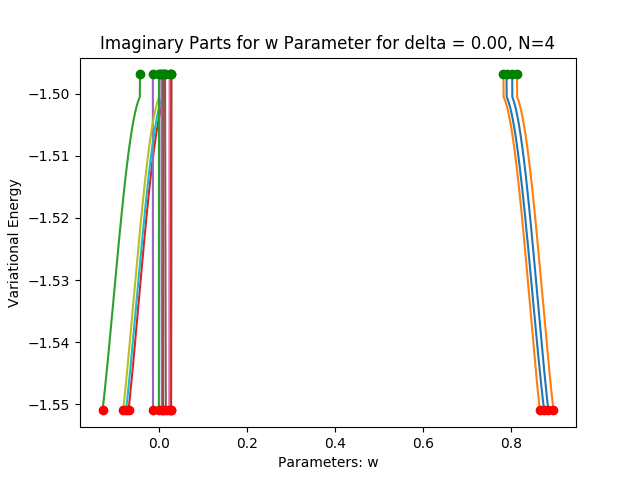 Imaginary Parts for w Parameter for delta = 0.00, N=4
−1.50
−1.51
−1.52
−1.53
−1.54
−1.55
Variational Energy
0.0 0.2 0.4 0.6 0.8
Parameters: w